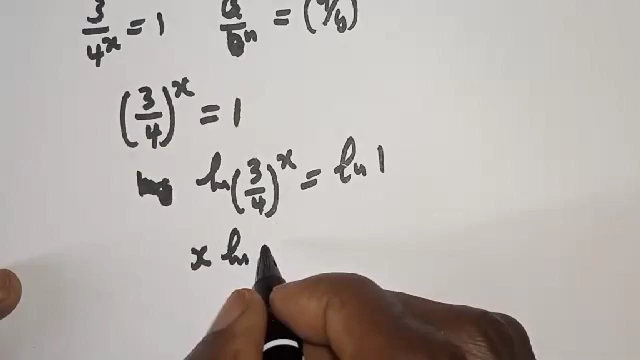 3/4^x = 1 a/b^n = (a/b)
(3/4)^x = 1
ln(3/4)^x = ln 1
x ln